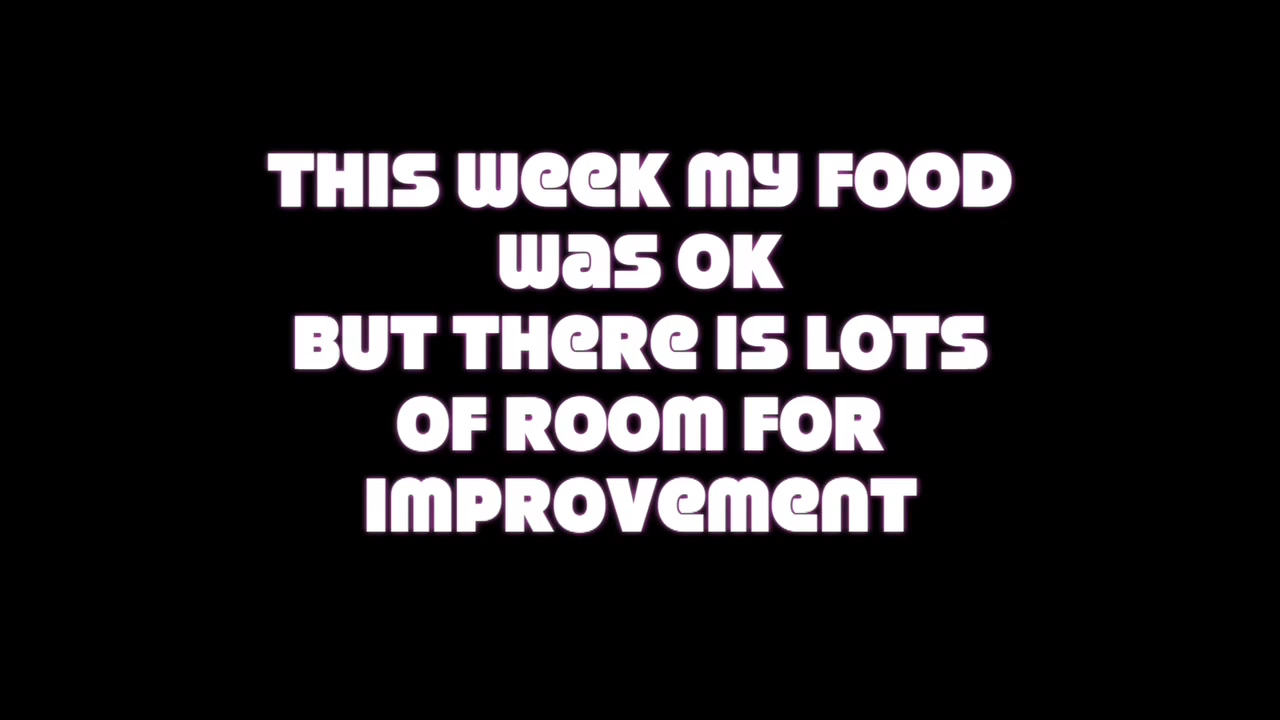 THIS WEEK MY FOOD
WAS OK
BUT THERE IS LOTS
OF ROOM FOR
IMPROVEMENT